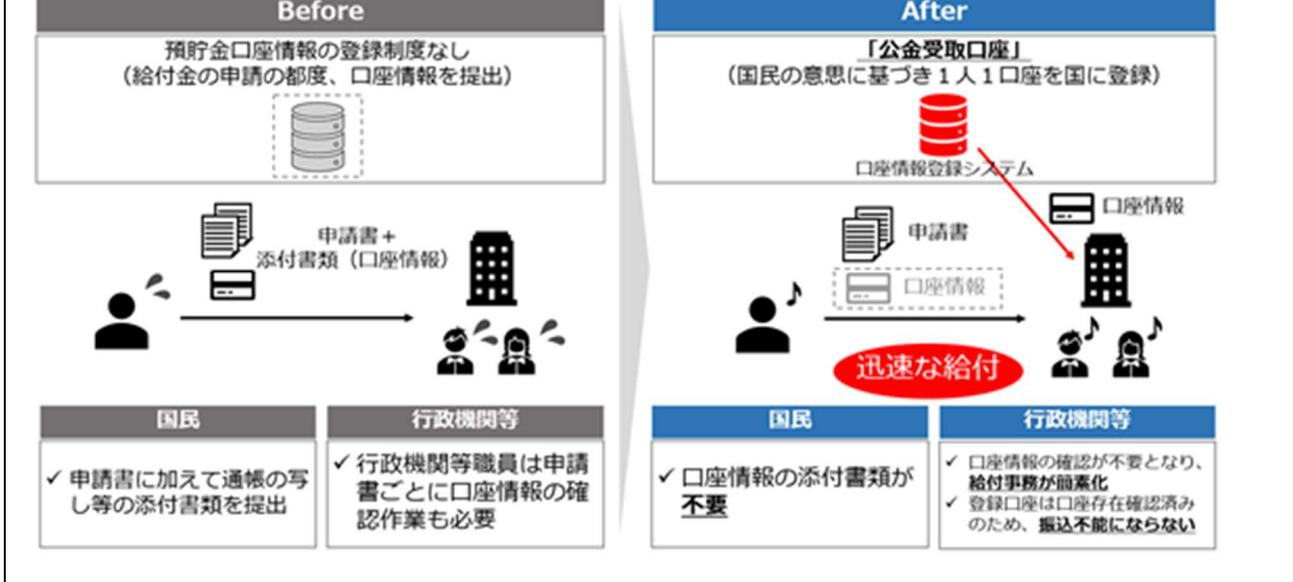 Before
預貯金口座情報の登録制度なし
（給付金の申請の都度、口座情報を提出）
申請書＋
添付書類（口座情報）
国民
✓ 申請書に加えて通帳の写
し等の添付書類を提出
行政機関等
✓ 行政機関等職員は申請
書ごとに口座情報の確
認作業も必要
After
「公金受取口座」
（国民の意思に基づき１人１口座を国に登録）
口座情報登録システム
口座情報
申請書
口座情報
迅速な給付
国民
✓ 口座情報の添付書類が
不要
行政機関等
✓ 口座情報の確認が不要となり、
給付事務が簡素化
✓ 登録口座は口座存在確認済み
のため、振込不能にならない